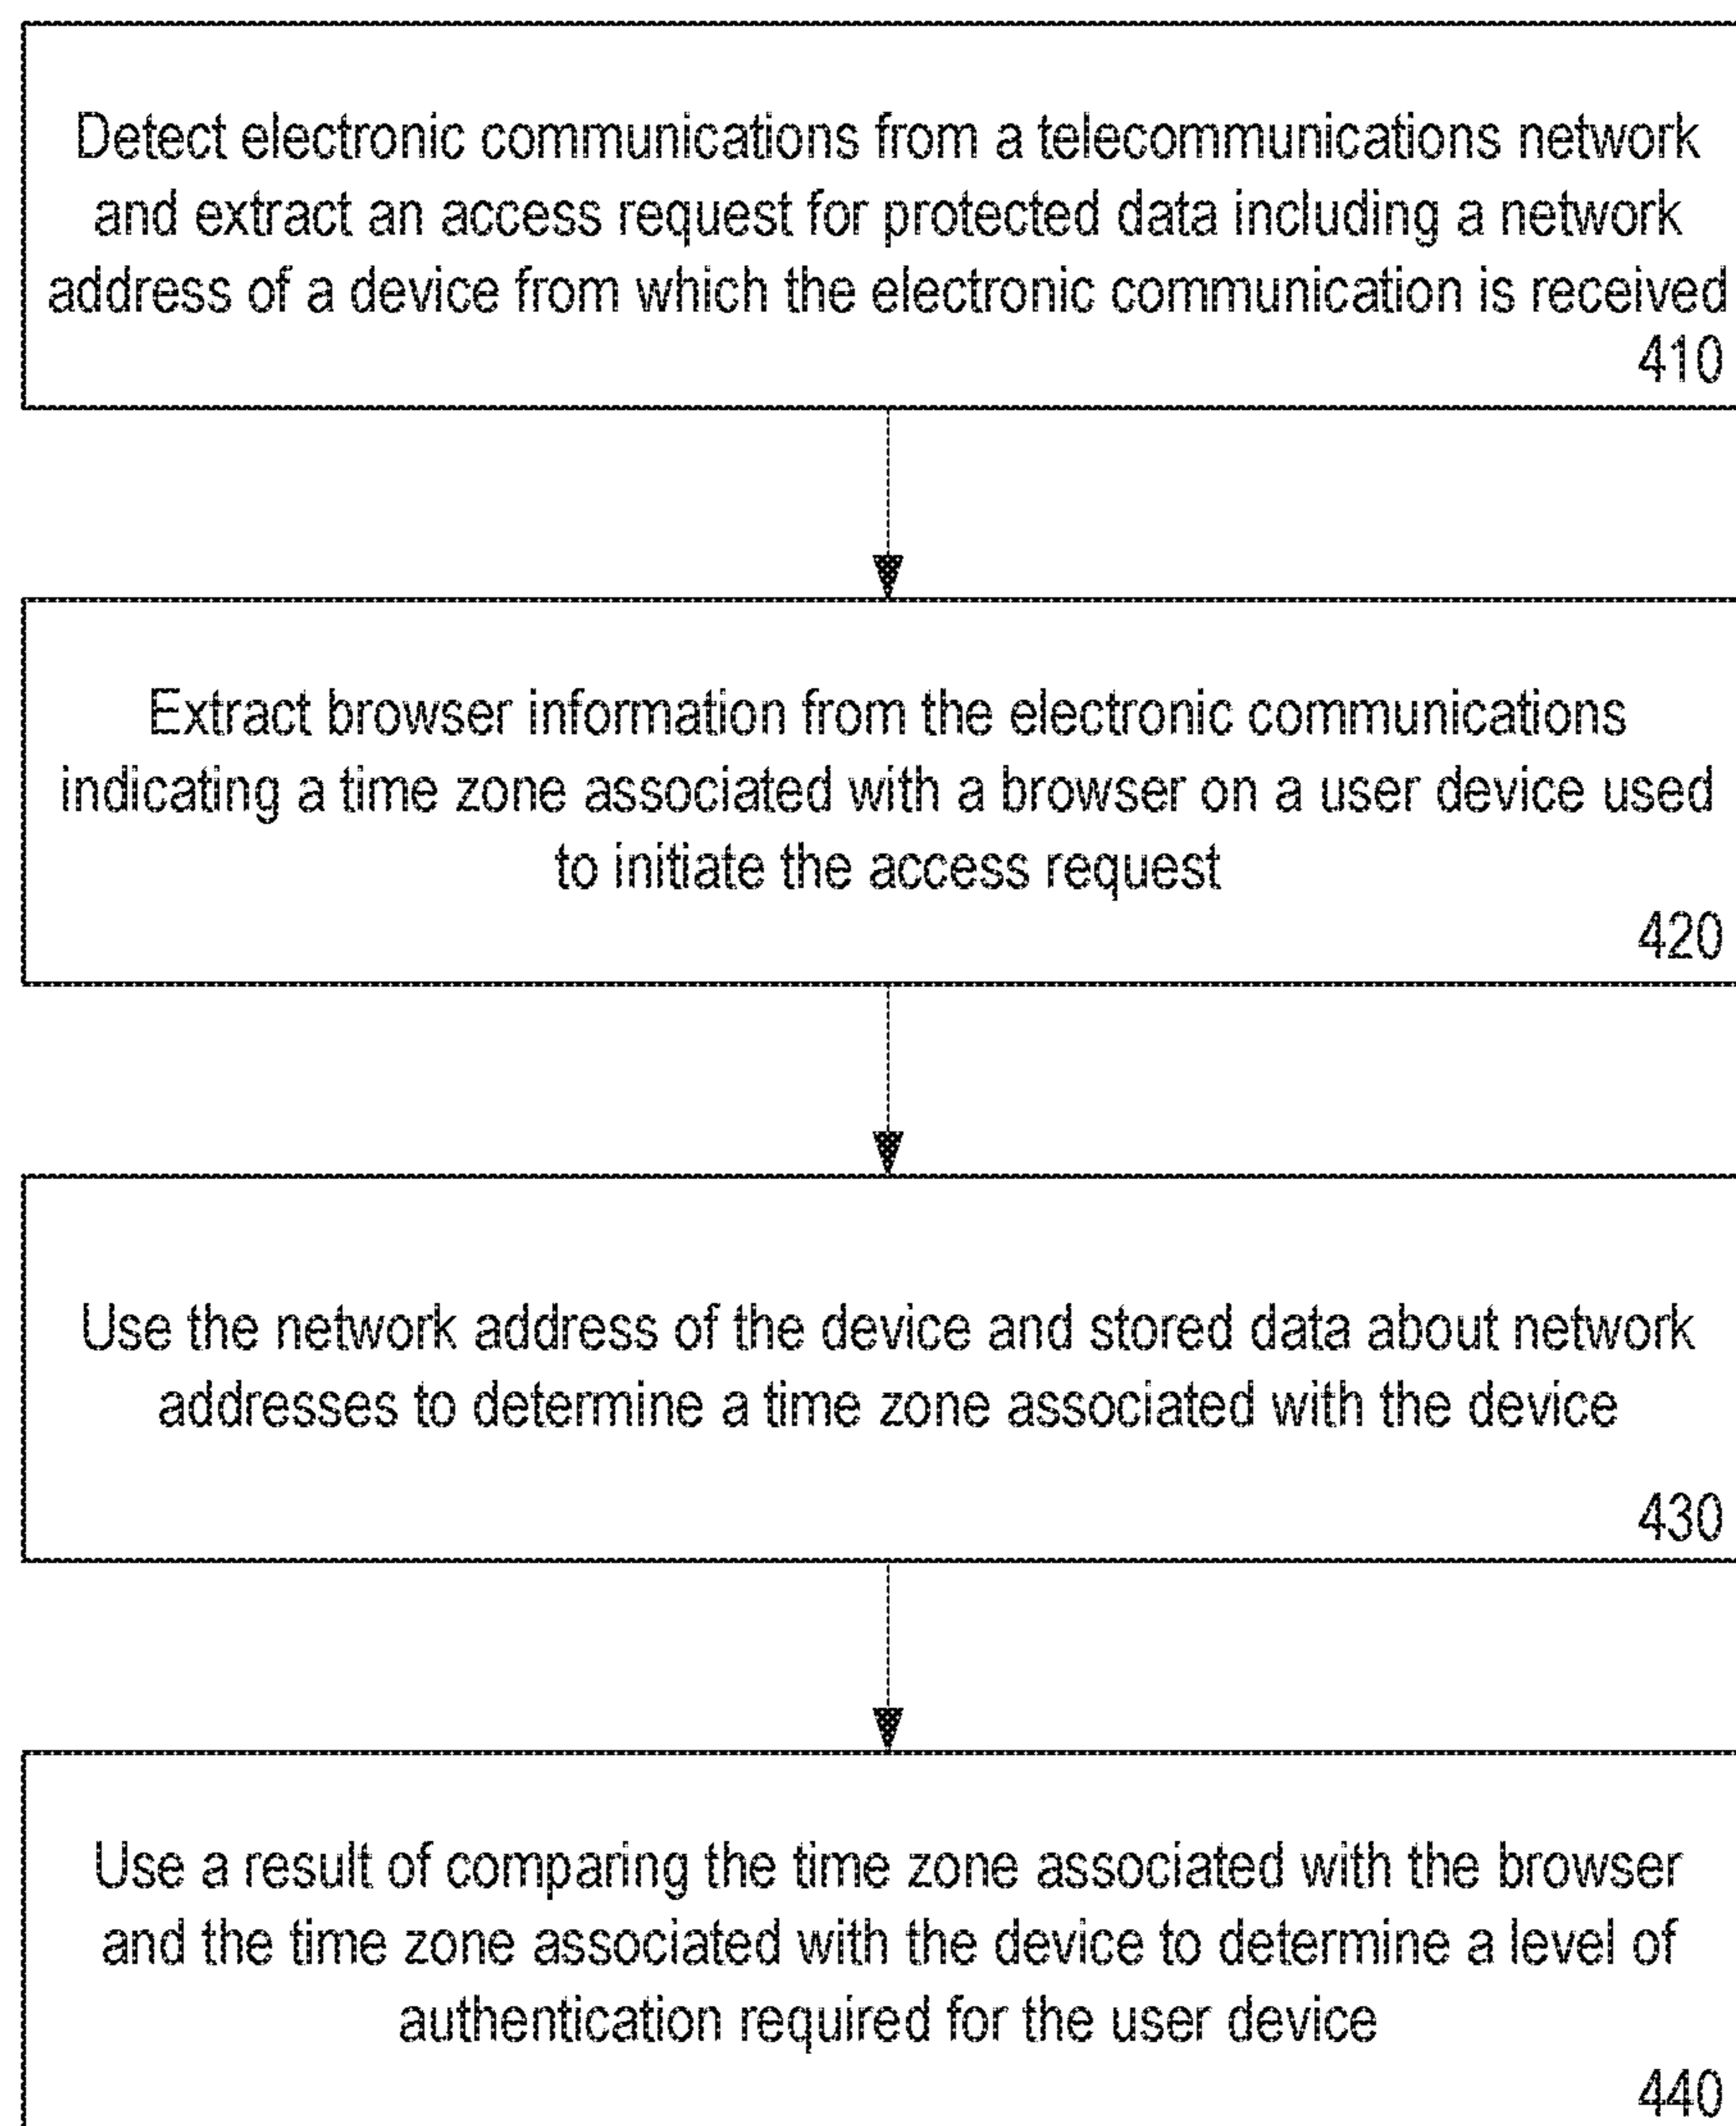 Detect electronic communications from a telecommunications network
and extract an access request for protected data including a network
address of a device from which the electronic communication is received
410
Extract browser information from the electronic communications
indicating a time zone associated with a browser on a user device used
to initiate the access request
420
Use the network address of the device and stored data about network
addresses to determine a time zone associated with the device
430
Use a result of comparing the time zone associated with the browser
and the time zone associated with the device to determine a level of
authentication required for the user device
440